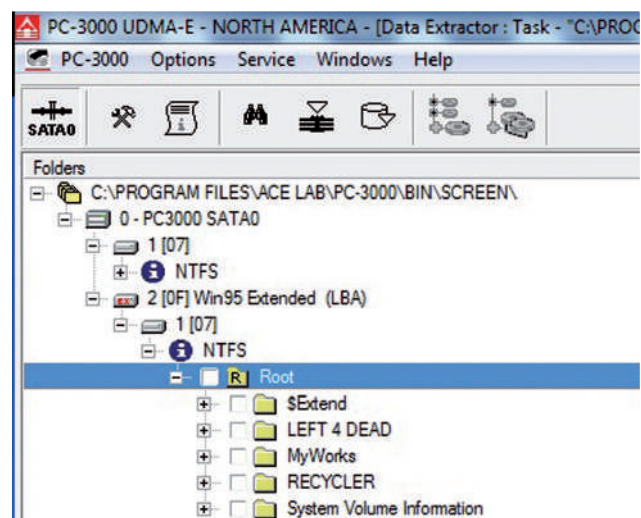 PC-3000 UDMA-E - NORTH AMERICA - [Data Extractor : Task - "C:\PROC
PC-3000 Options Service Windows Help
SATA0
Folders
C:\PROGRAM FILES\ACE LAB\PC-3000\BIN\SCREEN\
0 - PC3000 SATA0
1 [07]
NTFS
2 [0F] Win95 Extended (LBA)
1 [07]
NTFS
R Root
$Extend
LEFT 4 DEAD
MyWorks
RECYCLER
System Volume Information